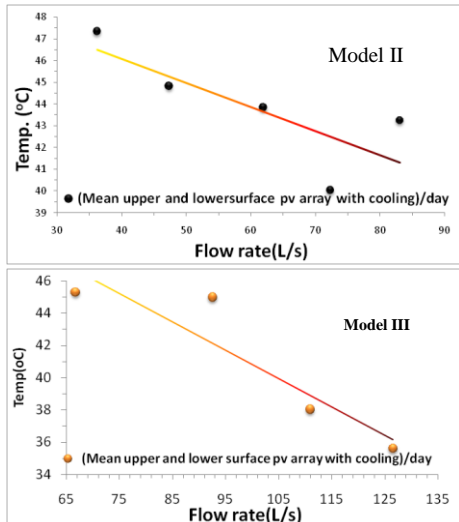 48
47
Model II
46
45
44
43
42
41
40
39
Temp. (°C)
(Mean upper and lowersurface pv array with cooling)/day
30 40 50 60 70 80 90
Flow rate(L/s)
46
44
Model III
42
40
38
36
34
Temp(oC)
(Mean upper and lower surface pv array with cooling)/day
65 75 85 95 105 115 125 135
Flow rate(L/s)